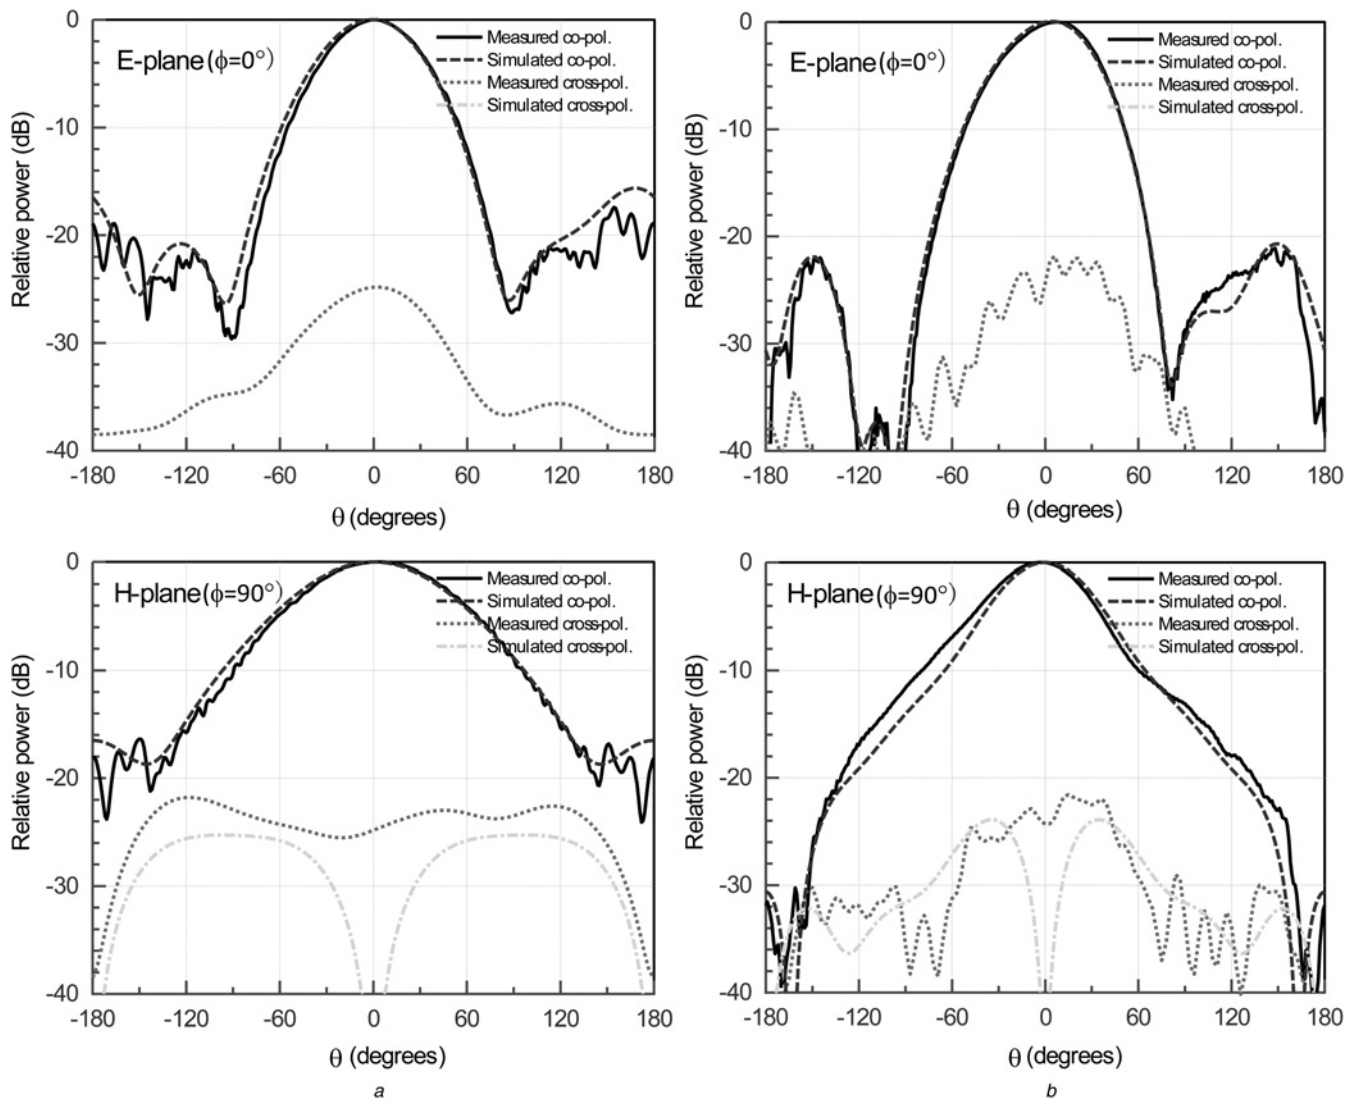 E-plane(ϕ=0°)
Measured co-pol.
Simulated co-pol.
Measured cross-pol.
Simulated cross-pol.
Relative power (dB)
0
-10
-20
-30
-40
-180 -120 -60 0 60 120 180
θ (degrees)
E-plane(ϕ=0°)
Measured co-pol.
Simulated co-pol.
Measured cross-pol.
Simulated cross-pol.
Relative power (dB)
0
-10
-20
-30
-40
-180 -120 -60 0 60 120 180
θ (degrees)
H-plane(ϕ=90°)
Measured co-pol.
Simulated co-pol.
Measured cross-pol.
Simulated cross-pol.
Relative power (dB)
0
-10
-20
-30
-40
-180 -120 -60 0 60 120 180
θ (degrees)
a
H-plane(ϕ=90°)
Measured co-pol.
Simulated co-pol.
Measured cross-pol.
Simulated cross-pol.
Relative power (dB)
0
-10
-20
-30
-40
-180 -120 -60 0 60 120 180
θ (degrees)
b